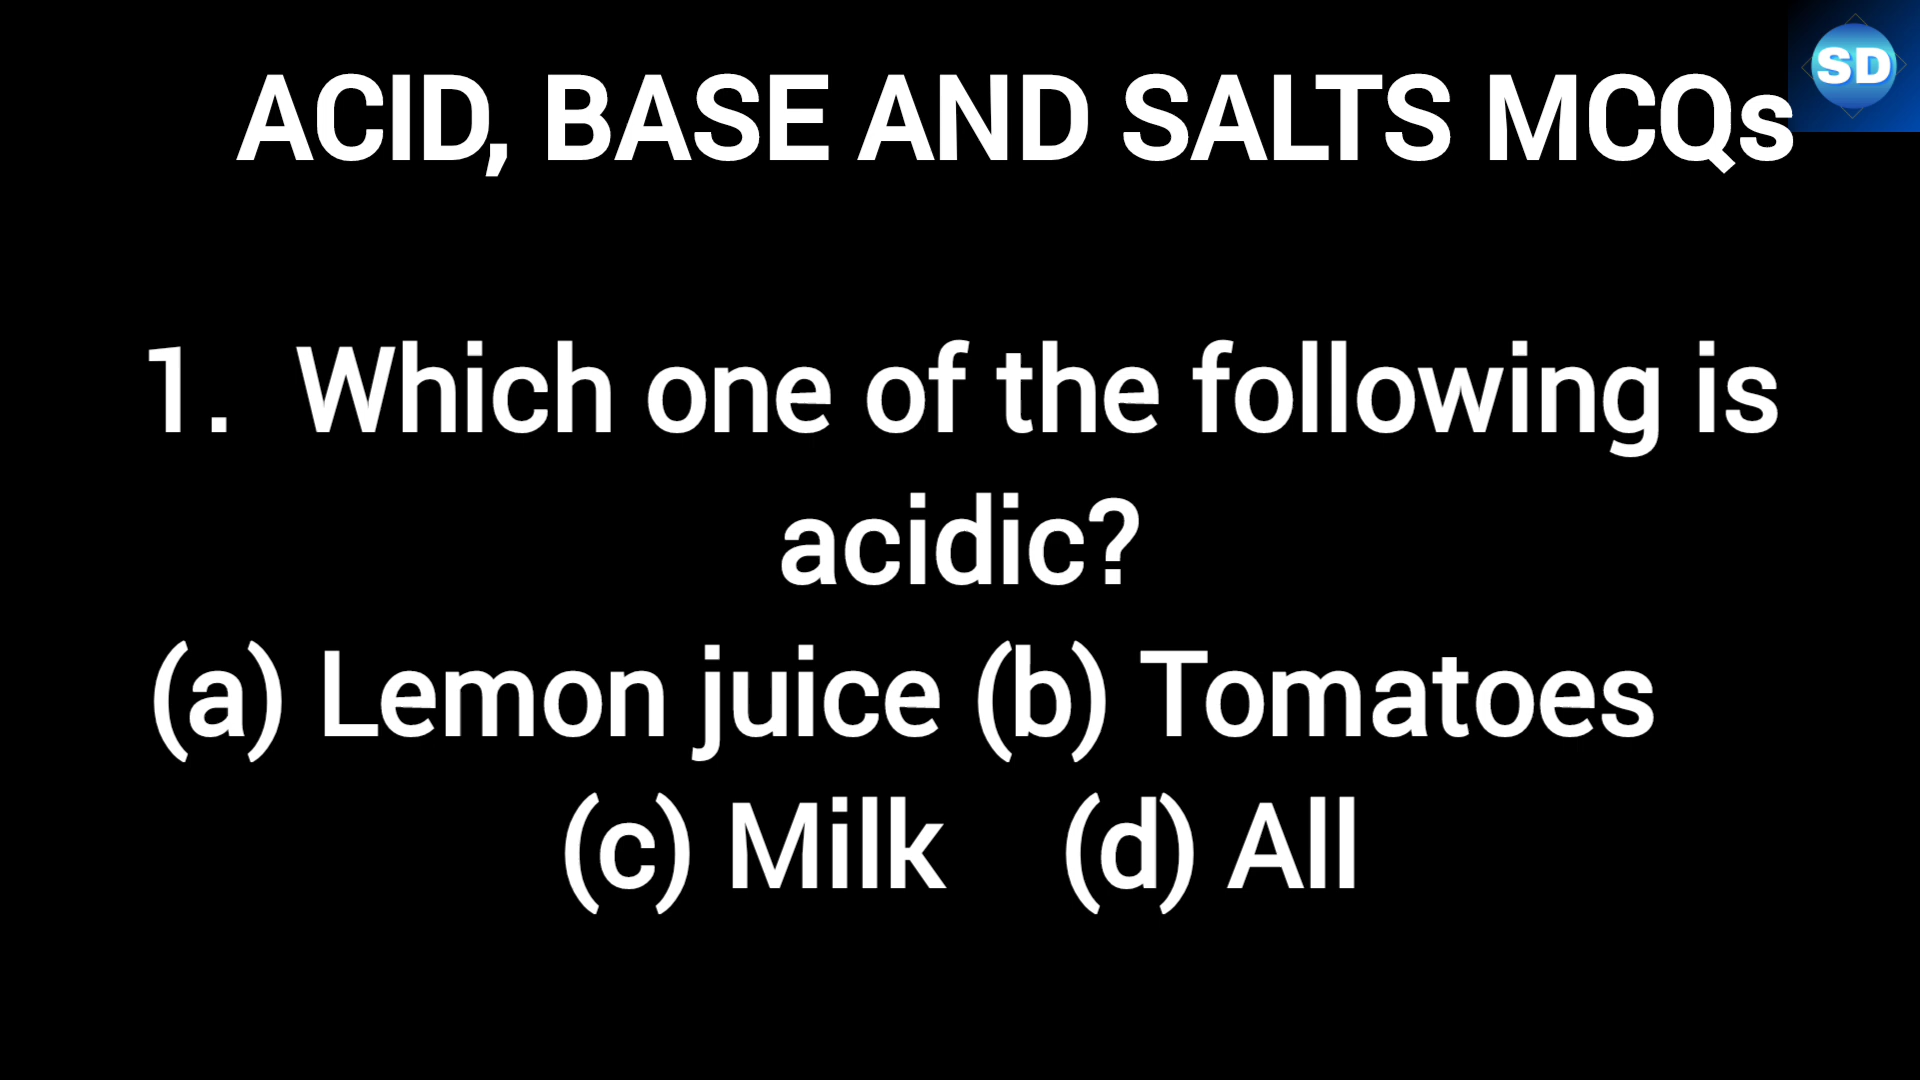 ACID, BASE AND SALTS MCQs
SD
1. Which one of the following is
acidic?
(a) Lemon juice (b) Tomatoes
(c) Milk (d) All